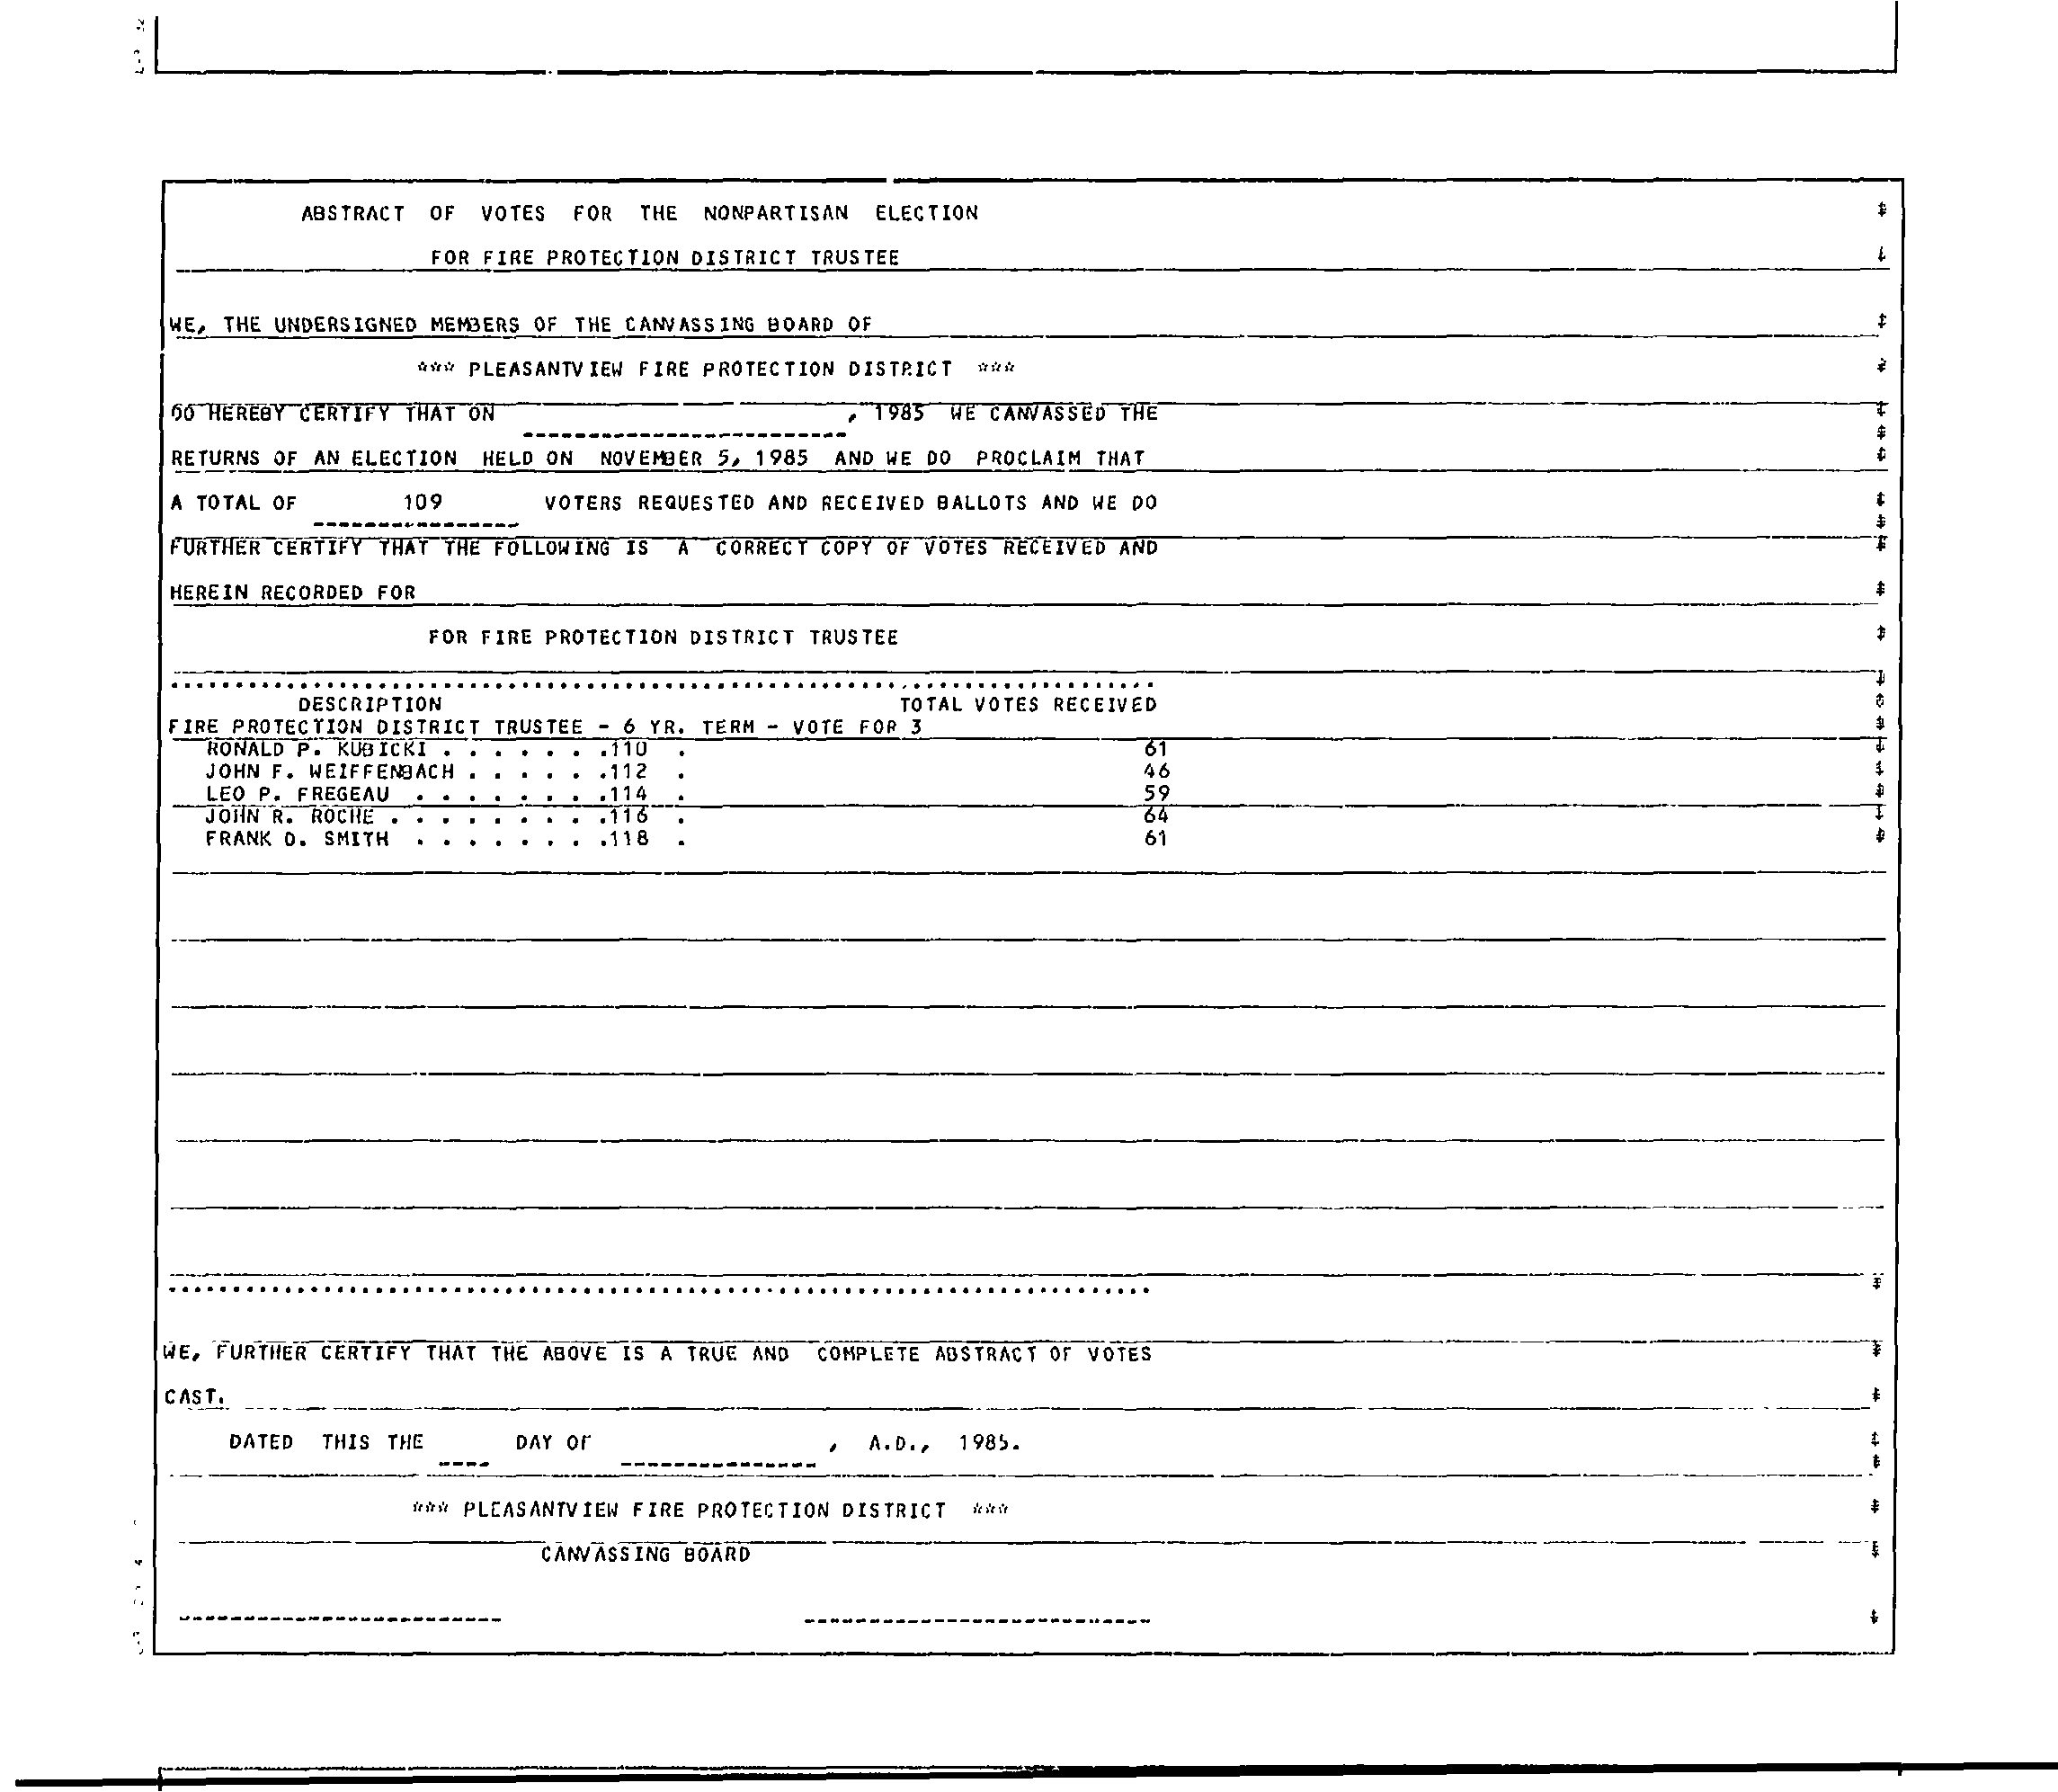 ABSTRACT OF VOTES FOR THE NONPARTISAN ELECTION
FOR FIRE PROTECTION DISTRICT TRUSTEE
WE, THE UNDERSIGNED MEMBERS OF THE CANVASSING BOARD OF
*** PLEASANTVIEW FIRE PROTECTION DISTRICT ***
DO HEREBY CERTIFY THAT ON , 1985 WE CANVASSED THE
RETURNS OF AN ELECTION HELD ON NOVEMBER 5, 1985 AND WE DO PROCLAIM THAT
A TOTAL OF 109 VOTERS REQUESTED AND RECEIVED BALLOTS AND WE DO
FURTHER CERTIFY THAT THE FOLLOWING IS A CORRECT COPY OF VOTES RECEIVED AND
HEREIN RECORDED FOR
FOR FIRE PROTECTION DISTRICT TRUSTEE
DESCRIPTION TOTAL VOTES RECEIVED
FIRE PROTECTION DISTRICT TRUSTEE - 6 YR. TERM - VOTE FOR 3
RONALD P. KUBICKI . . . . . . .110 . 61
JOHN F. WEIFFENBACH . . . . . .112 . 46
LEO P. FREGEAU . . . . . . . .114 . 59
JOHN R. ROCHE . . . . . . . . .116 . 64
FRANK D. SMITH . . . . . . . .118 . 61
WE, FURTHER CERTIFY THAT THE ABOVE IS A TRUE AND COMPLETE ABSTRACT OF VOTES
CAST.
DATED THIS THE DAY OF , A.D., 1985.
*** PLEASANTVIEW FIRE PROTECTION DISTRICT ***
CANVASSING BOARD